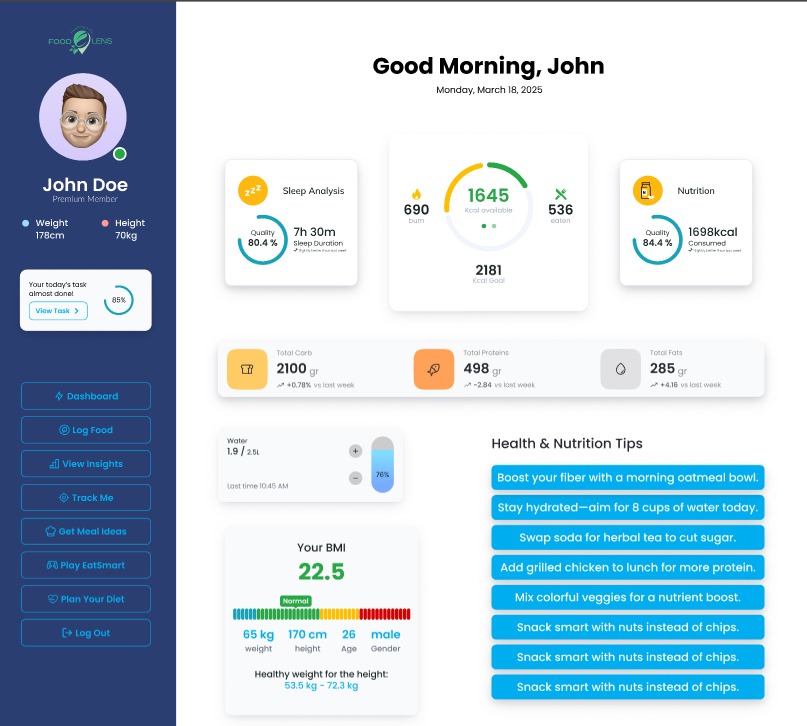 FOOD LENS
John Doe
Premium Member
Weight
178cm
Height
70kg
Your today's task
almost done!
View Task
85%
Dashboard
Log Food
View Insights
Track Me
Get Meal Ideas
Play EatSmart
Plan Your Diet
Log Out
Good Morning, John
Monday, March 18, 2025
zzz
Sleep Analysis
Quality
80.4 %
7h 30m
Sleep Duration
690
burn
1645
Kcal available
536
eaten
2181
Kcal Goal
Nutrition
Quality
84.4 %
1698kcal
Consumed
Total Carb
2100 gr
+0.78% vs last week
Total Proteins
498 gr
-2.84 vs last week
Total Fats
285 gr
+4.16 vs last week
Water
1.9 / 2.5L
+
−
76%
Last time 10:45 AM
Your BMI
22.5
Normal
65 kg
weight
170 cm
height
26
Age
male
Gender
Healthy weight for the height:
53.5 kg - 72.3 kg
Health & Nutrition Tips
Boost your fiber with a morning oatmeal bowl.
Stay hydrated—aim for 8 cups of water today.
Swap soda for herbal tea to cut sugar.
Add grilled chicken to lunch for more protein.
Mix colorful veggies for a nutrient boost.
Snack smart with nuts instead of chips.
Snack smart with nuts instead of chips.
Snack smart with nuts instead of chips.